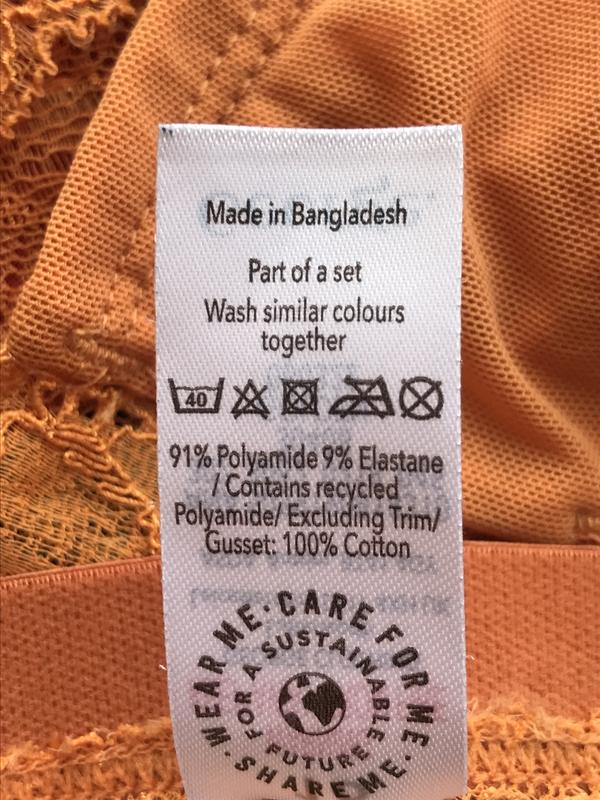 Made in Bangladesh
Part of a set
Wash similar colours
together
40
91% Polyamide 9% Elastane
/ Contains recycled
Polyamide/ Excluding Trim/
Gusset: 100% Cotton
WEAR ME · CARE FOR ME · SHARE ME ·
FOR A SUSTAINABLE FUTURE